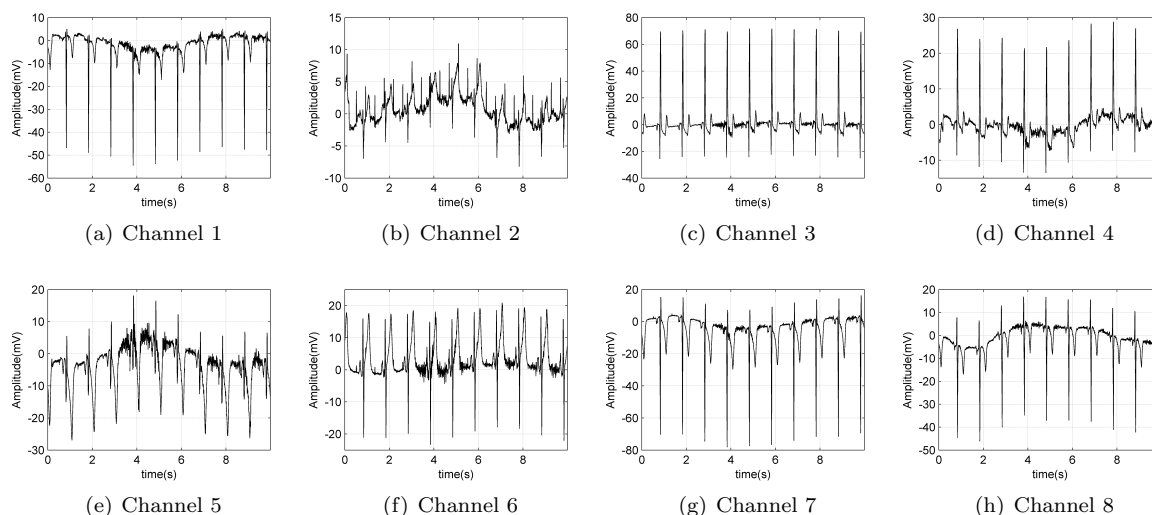 Amplitude(mV)
10
0
-10
-20
-30
-40
-50
-60
0 2 4 6 8
time(s)
(a) Channel 1
Amplitude(mV)
15
10
5
0
-5
-10
0 2 4 6 8
time(s)
(b) Channel 2
Amplitude(mV)
80
60
40
20
0
-20
-40
0 2 4 6 8
time(s)
(c) Channel 3
Amplitude(mV)
30
20
10
0
-10
0 2 4 6 8
time(s)
(d) Channel 4
Amplitude(mV)
20
10
0
-10
-20
-30
0 2 4 6 8
time(s)
(e) Channel 5
Amplitude(mV)
20
10
0
-10
-20
0 2 4 6 8
time(s)
(f) Channel 6
Amplitude(mV)
20
0
-20
-40
-60
-80
0 2 4 6 8
time(s)
(g) Channel 7
Amplitude(mV)
20
10
0
-10
-20
-30
-40
-50
0 2 4 6 8
time(s)
(h) Channel 8